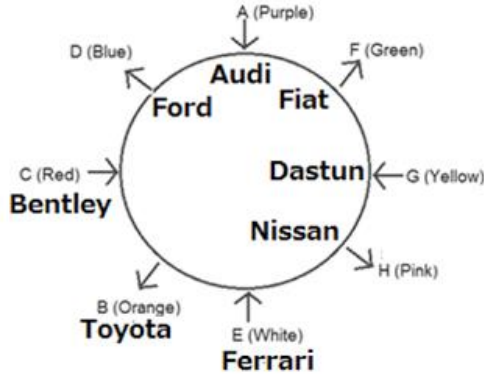 A (Purple)
D (Blue)
F (Green)
Audi
Ford
Fiat
C (Red)
Bentley
Dastun
G (Yellow)
Nissan
H (Pink)
B (Orange)
Toyota
E (White)
Ferrari